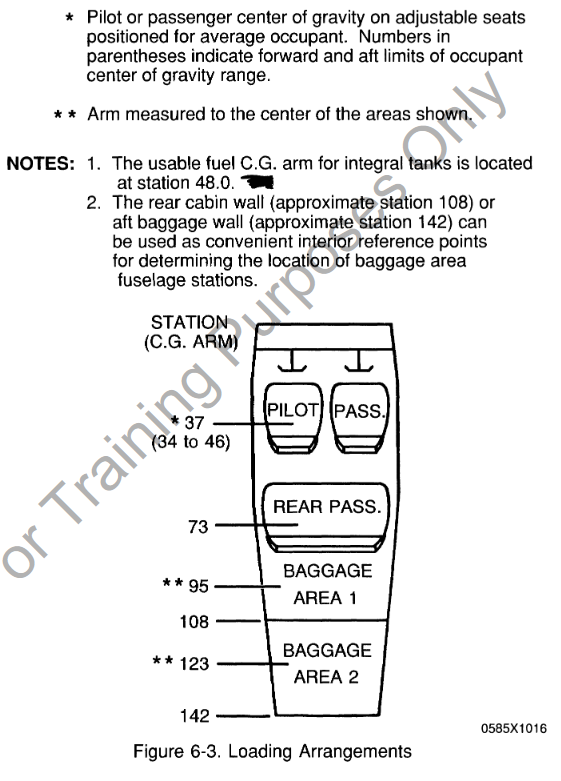 * Pilot or passenger center of gravity on adjustable seats
positioned for average occupant. Numbers in
parentheses indicate forward and aft limits of occupant
center of gravity range.
** Arm measured to the center of the areas shown.
NOTES: 1. The usable fuel C.G. arm for integral tanks is located
at station 48.0.
2. The rear cabin wall (approximate station 108) or
aft baggage wall (approximate station 142) can
be used as convenient interior reference points
for determining the location of baggage area
fuselage stations.
or Training Purposes Only
STATION
(C.G. ARM)
PILOT PASS.
* 37
(34 to 46)
REAR PASS.
73
BAGGAGE
** 95
AREA 1
108
BAGGAGE
** 123
AREA 2
142
0585X1016
Figure 6-3. Loading Arrangements